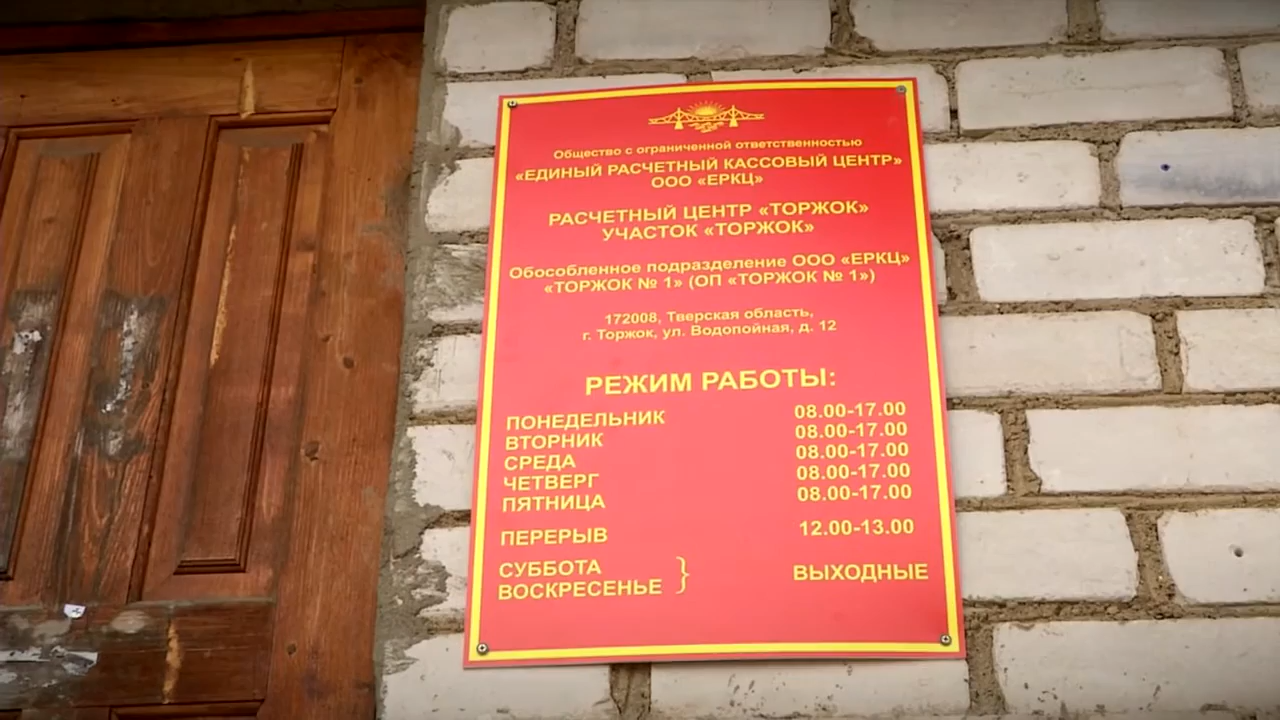 Общество с ограниченной ответственностью
«ЕДИНЫЙ РАСЧЕТНЫЙ КАССОВЫЙ ЦЕНТР»
ООО «ЕРКЦ»
РАСЧЕТНЫЙ ЦЕНТР «ТОРЖОК»
УЧАСТОК «ТОРЖОК»
Обособленное подразделение ООО «ЕРКЦ»
«ТОРЖОК № 1» (ОП «ТОРЖОК № 1»)
172008, Тверская область,
г. Торжок, ул. Водопойная, д. 12
РЕЖИМ РАБОТЫ:
ПОНЕДЕЛЬНИК 08.00-17.00
ВТОРНИК 08.00-17.00
СРЕДА 08.00-17.00
ЧЕТВЕРГ 08.00-17.00
ПЯТНИЦА 08.00-17.00
ПЕРЕРЫВ 12.00-13.00
СУББОТА
ВОСКРЕСЕНЬЕ } ВЫХОДНЫЕ